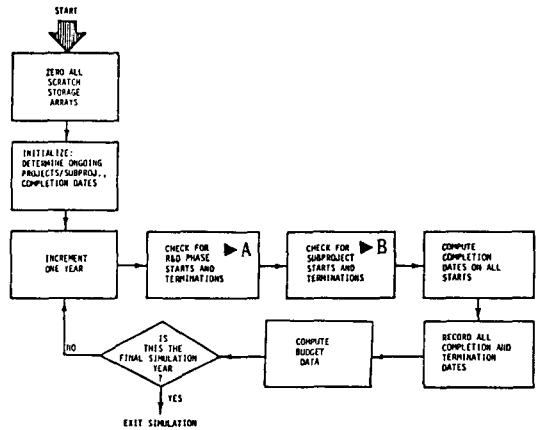 START
ZERO ALL
SCRATCH
STORAGE
ARRAYS
INITIALIZE:
DETERMINE ONGOING
PROJECTS/SUBPROJ.,
COMPLETION DATES
INCREMENT
ONE YEAR
CHECK FOR
R&D PHASE
STARTS AND
TERMINATIONS
▶A
CHECK FOR
SUBPROJECT
STARTS AND
TERMINATIONS
▶B
COMPUTE
COMPLETION
DATES ON ALL
STARTS
RECORD ALL
COMPLETION AND
TERMINATION
DATES
COMPUTE
BUDGET
DATA
IS
THIS THE
FINAL SIMULATION
YEAR
?
NO
YES
EXIT SIMULATION